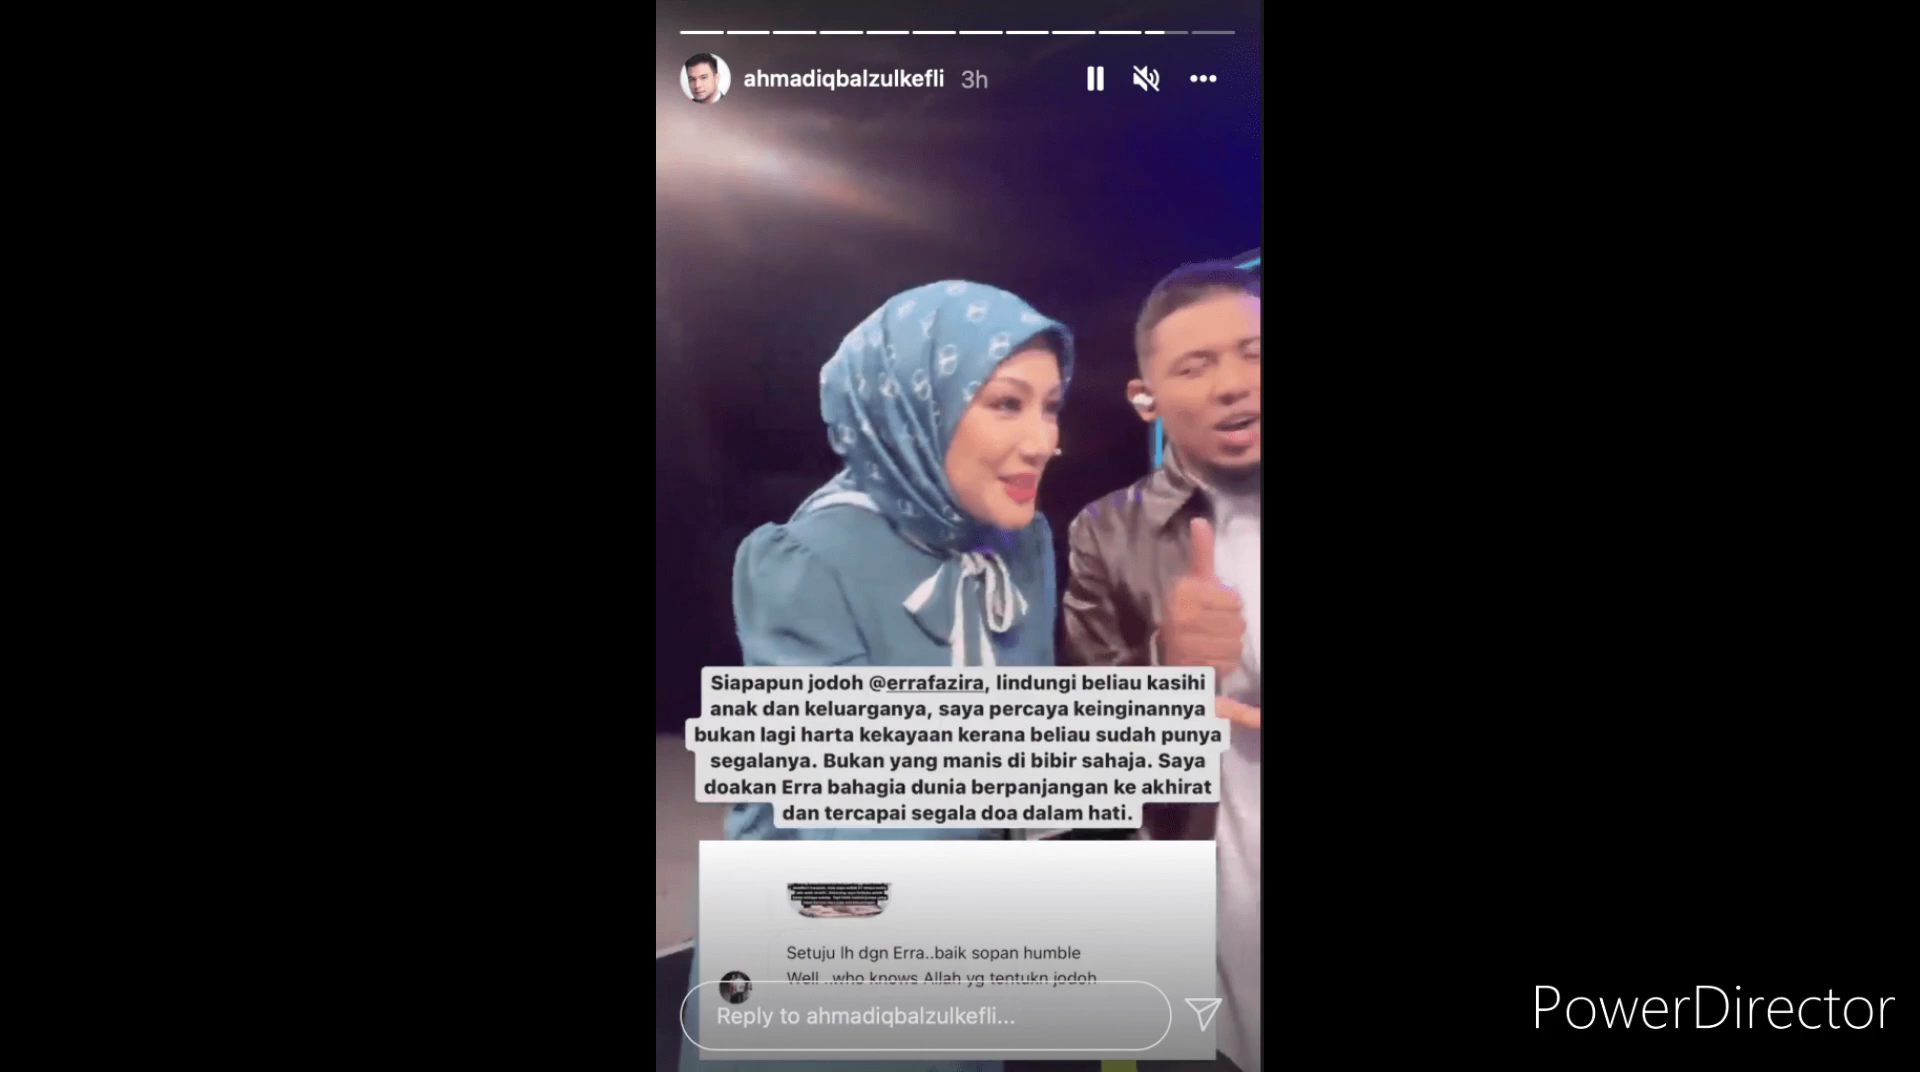 ahmadiqbalzulkefli 3h
Siapapun jodoh @errafazira, lindungi beliau kasihi
anak dan keluarganya, saya percaya keinginannya
bukan lagi harta kekayaan kerana beliau sudah punya
segalanya. Bukan yang manis di bibir sahaja. Saya
doakan Erra bahagia dunia berpanjangan ke akhirat
dan tercapai segala doa dalam hati.
Setuju lh dgn Erra..baik sopan humble
Well ..who knows Allah yg tentukn jodoh
Reply to ahmadiqbalzulkefli...
PowerDirector